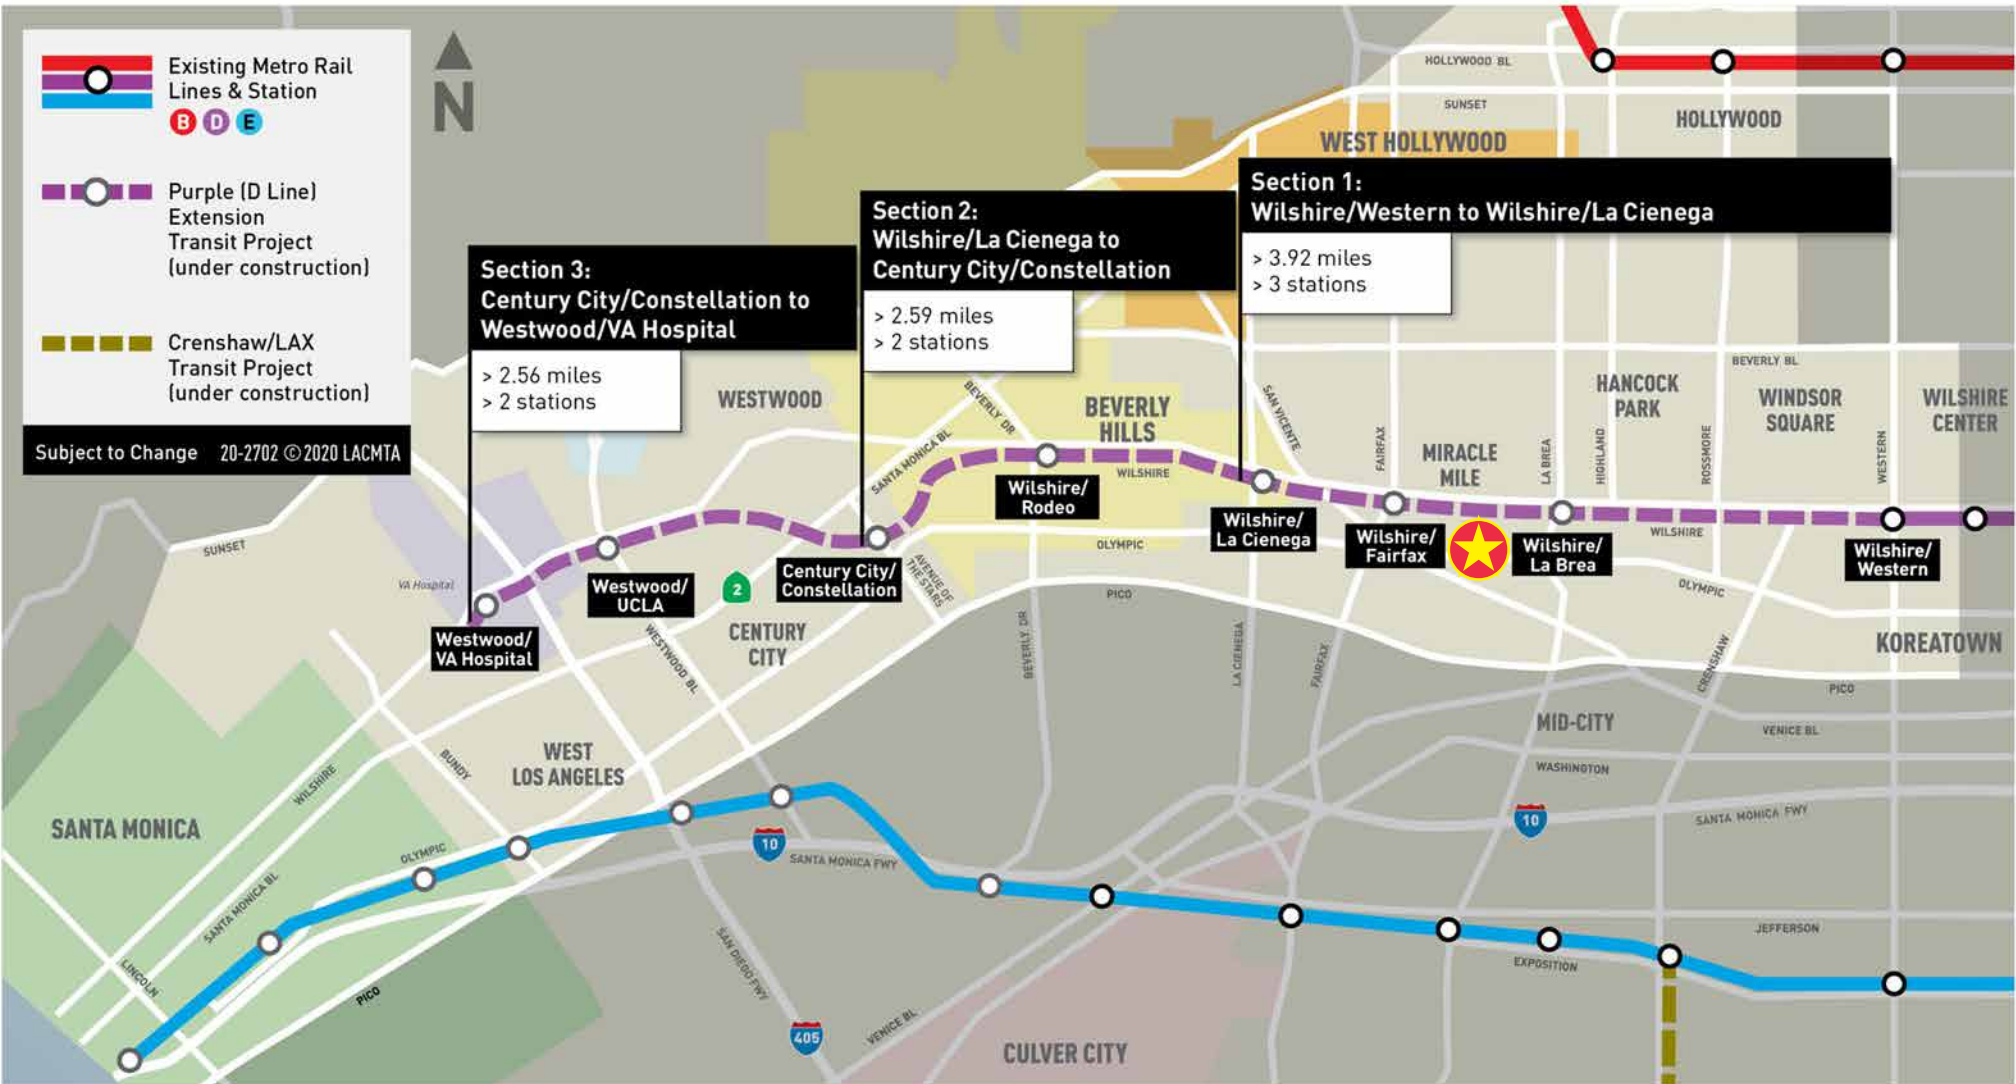 Existing Metro Rail
Lines & Station
B D E
Purple (D Line)
Extension
Transit Project
(under construction)
Crenshaw/LAX
Transit Project
(under construction)
Subject to Change 20-2702 © 2020 LACMTA
N
HOLLYWOOD BL
SUNSET
HOLLYWOOD
WEST HOLLYWOOD
Section 1:
Wilshire/Western to Wilshire/La Cienega
> 3.92 miles
> 3 stations
Section 2:
Wilshire/La Cienega to
Century City/Constellation
> 2.59 miles
> 2 stations
Section 3:
Century City/Constellation to
Westwood/VA Hospital
> 2.56 miles
> 2 stations
WESTWOOD
BEVERLY DR
SANTA MONICA BL
BEVERLY
HILLS
WILSHIRE
SAN VICENTE
FAIRFAX
MIRACLE
MILE
LA BREA
HIGHLAND
HANCOCK
PARK
ROSSMORE
BEVERLY BL
WINDSOR
SQUARE
WESTERN
WILSHIRE
CENTER
Wilshire/
Rodeo
Wilshire/
La Cienega
Wilshire/
Fairfax
Wilshire/
La Brea
WILSHIRE
Wilshire/
Western
SUNSET
VA Hospital
Westwood/
VA Hospital
Westwood/
UCLA
2
Century City/
Constellation
AVENUE OF
THE STARS
OLYMPIC
PICO
OLYMPIC
CENTURY
CITY
WESTWOOD BL
BEVERLY DR
LA CIENEGA
FAIRFAX
CRENSHAW
KOREATOWN
PICO
MID-CITY
VENICE BL
WASHINGTON
WEST
LOS ANGELES
BUNDY
WILSHIRE
SANTA MONICA
OLYMPIC
SANTA MONICA BL
LINCOLN
PICO
10
SANTA MONICA FWY
10
SANTA MONICA FWY
JEFFERSON
EXPOSITION
SAN DIEGO FWY
405
VENICE BL
CULVER CITY